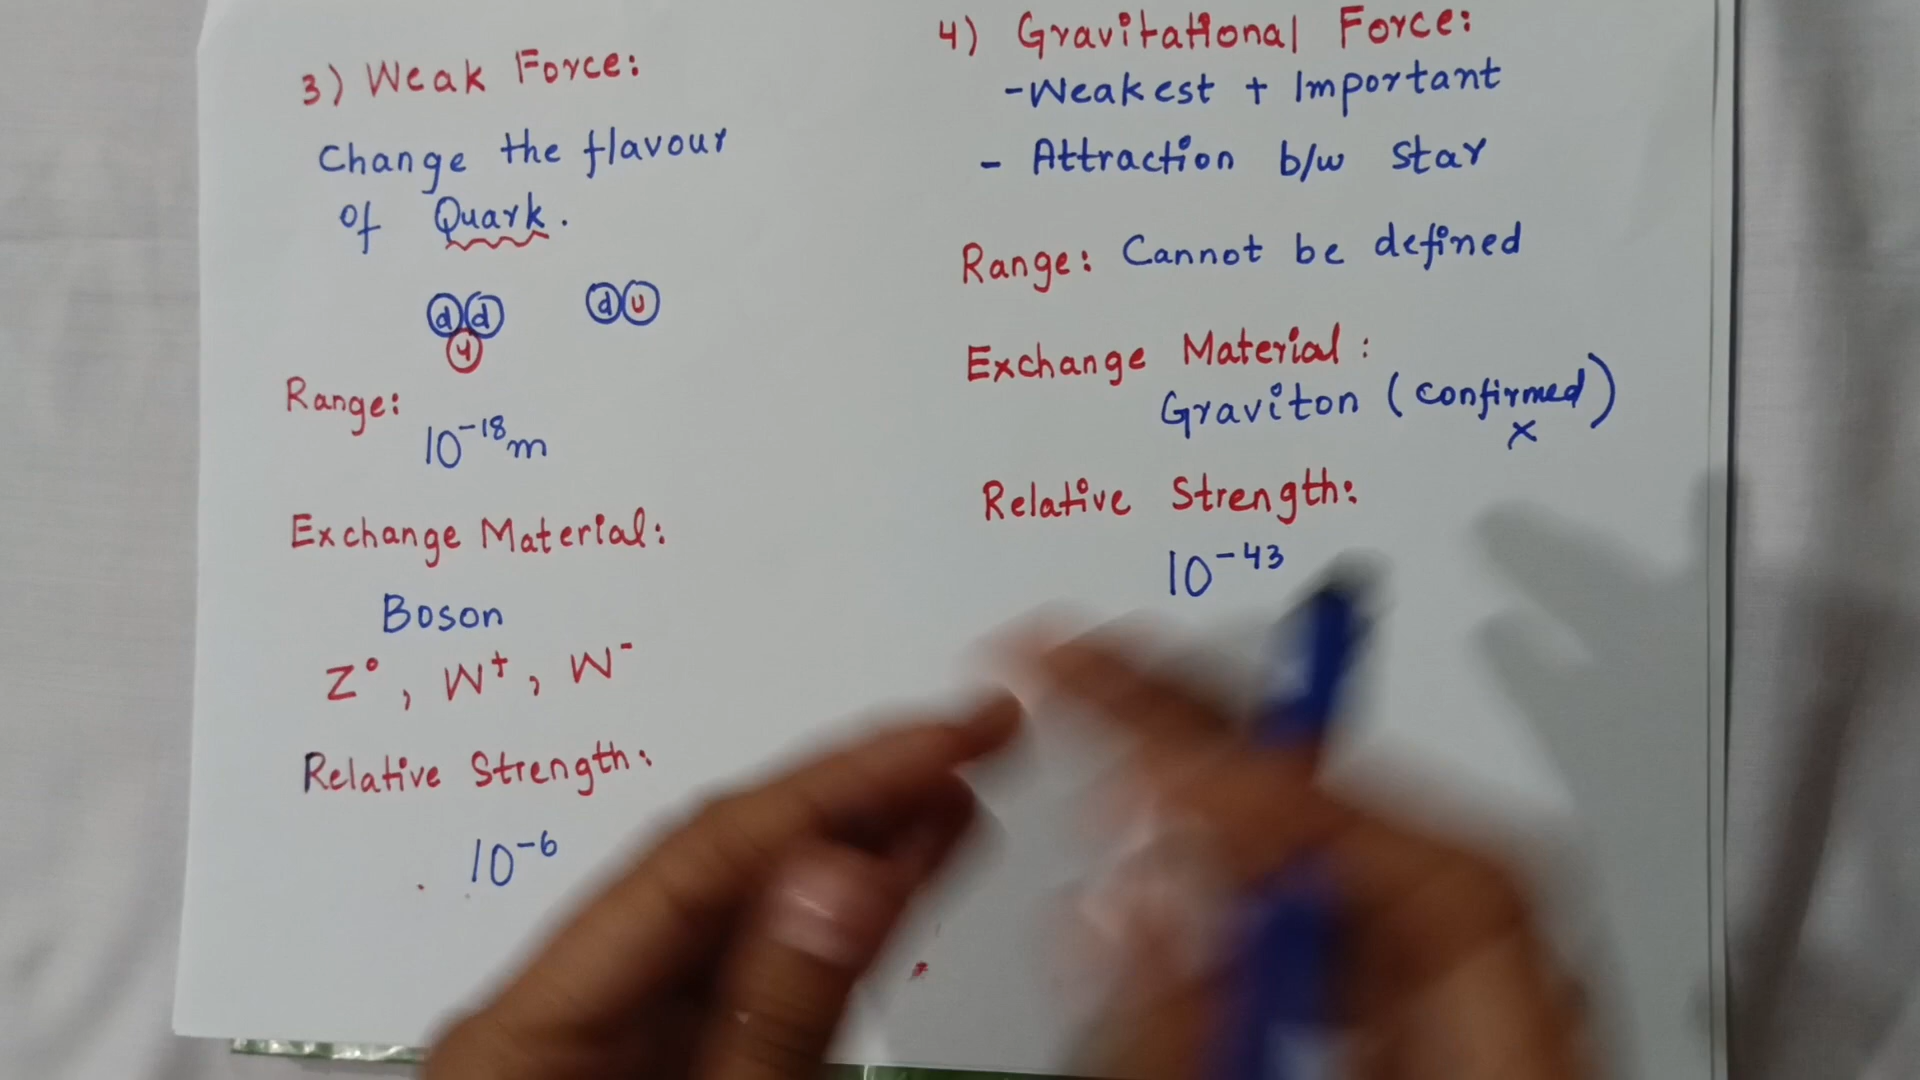 3) Weak Force:
Change the flavour
of Quark.
d d
u
d u
Range:
10⁻¹⁸m
Exchange Material:
Boson
Z°, W⁺, W⁻
Relative Strength:
10⁻⁶
4) Gravitational Force:
-Weakest + Important
- Attraction b/w star
Range: Cannot be defined
Exchange Material:
Graviton (confirmed)
x
Relative Strength:
10⁻⁴³